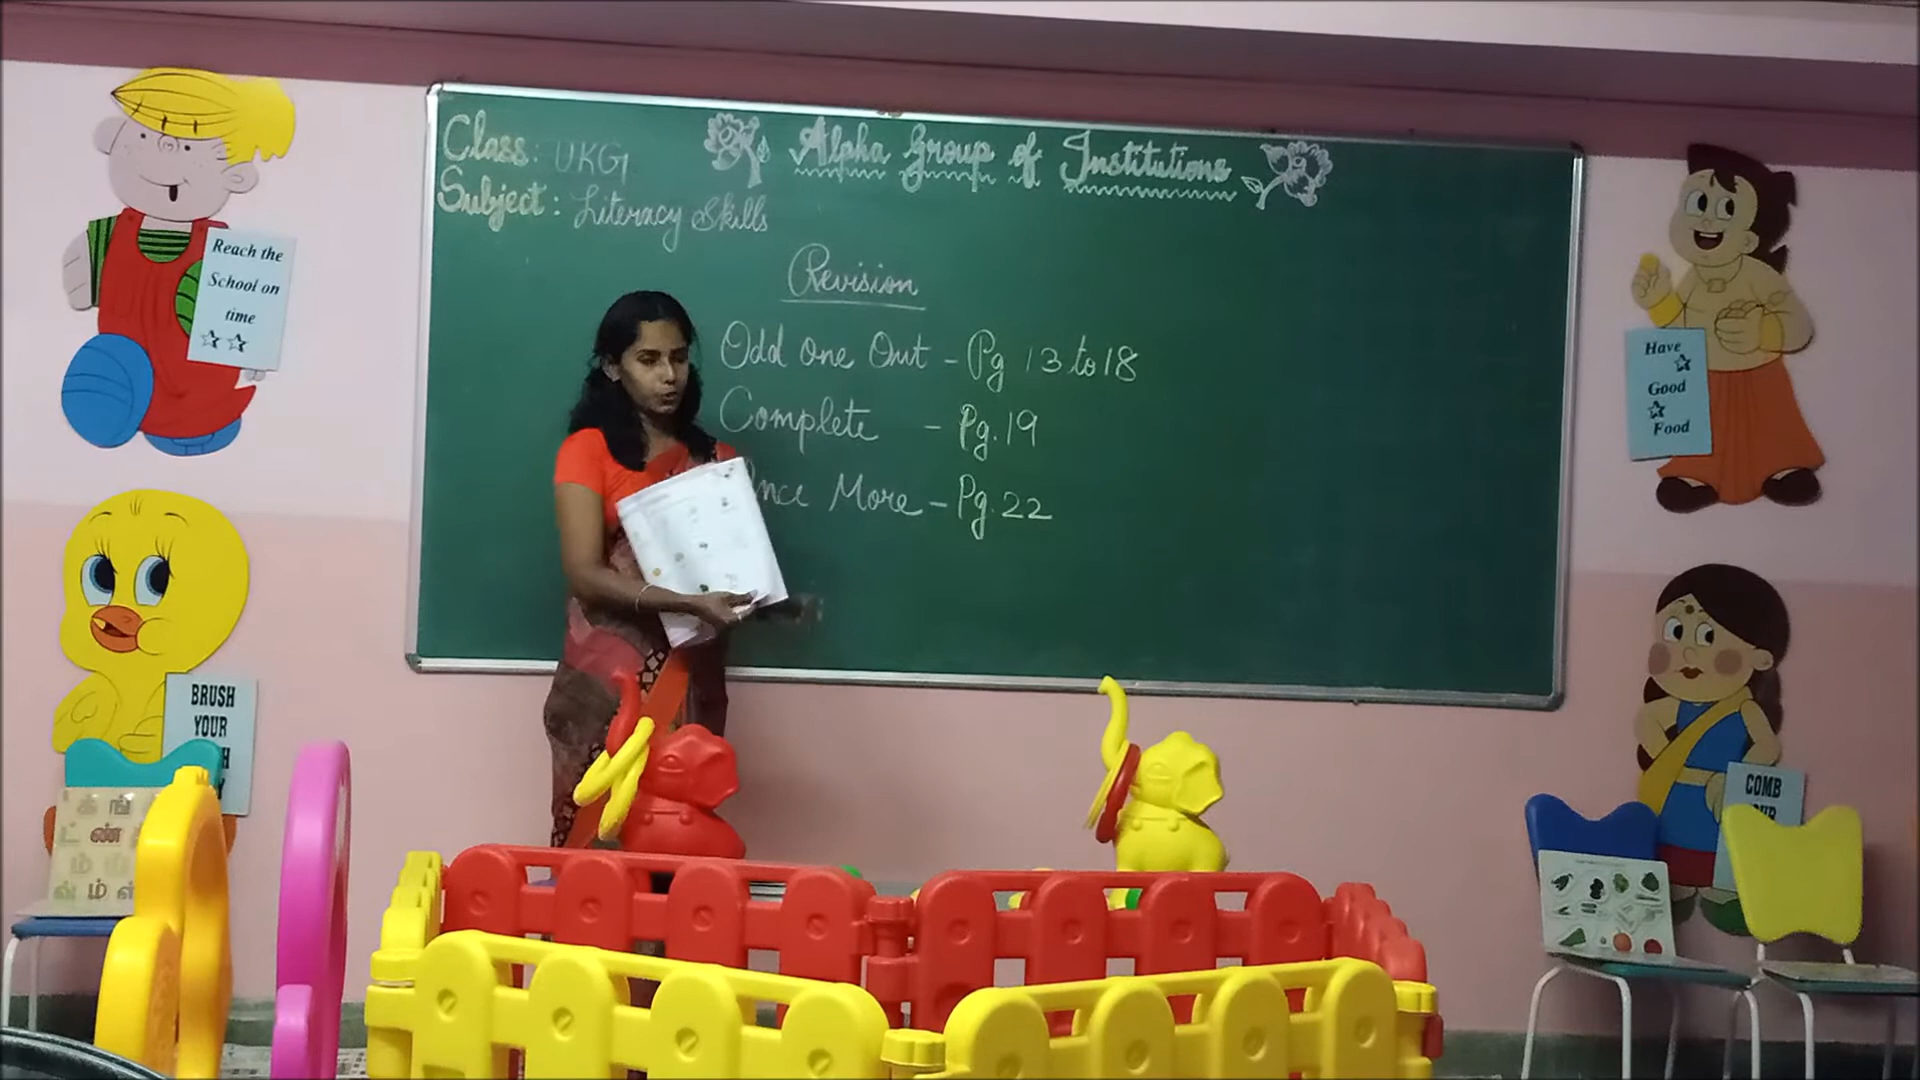 Class: UKG
Subject: Literacy Skills
Alpha Group of Institutions
Revision
Odd one Out - Pg 13 to 18
Complete - Pg. 19
More - Pg. 22
Reach the
School on
time
BRUSH
YOUR
Have
Good
Food
COMB
க ங்
ண்
ம்
ம்